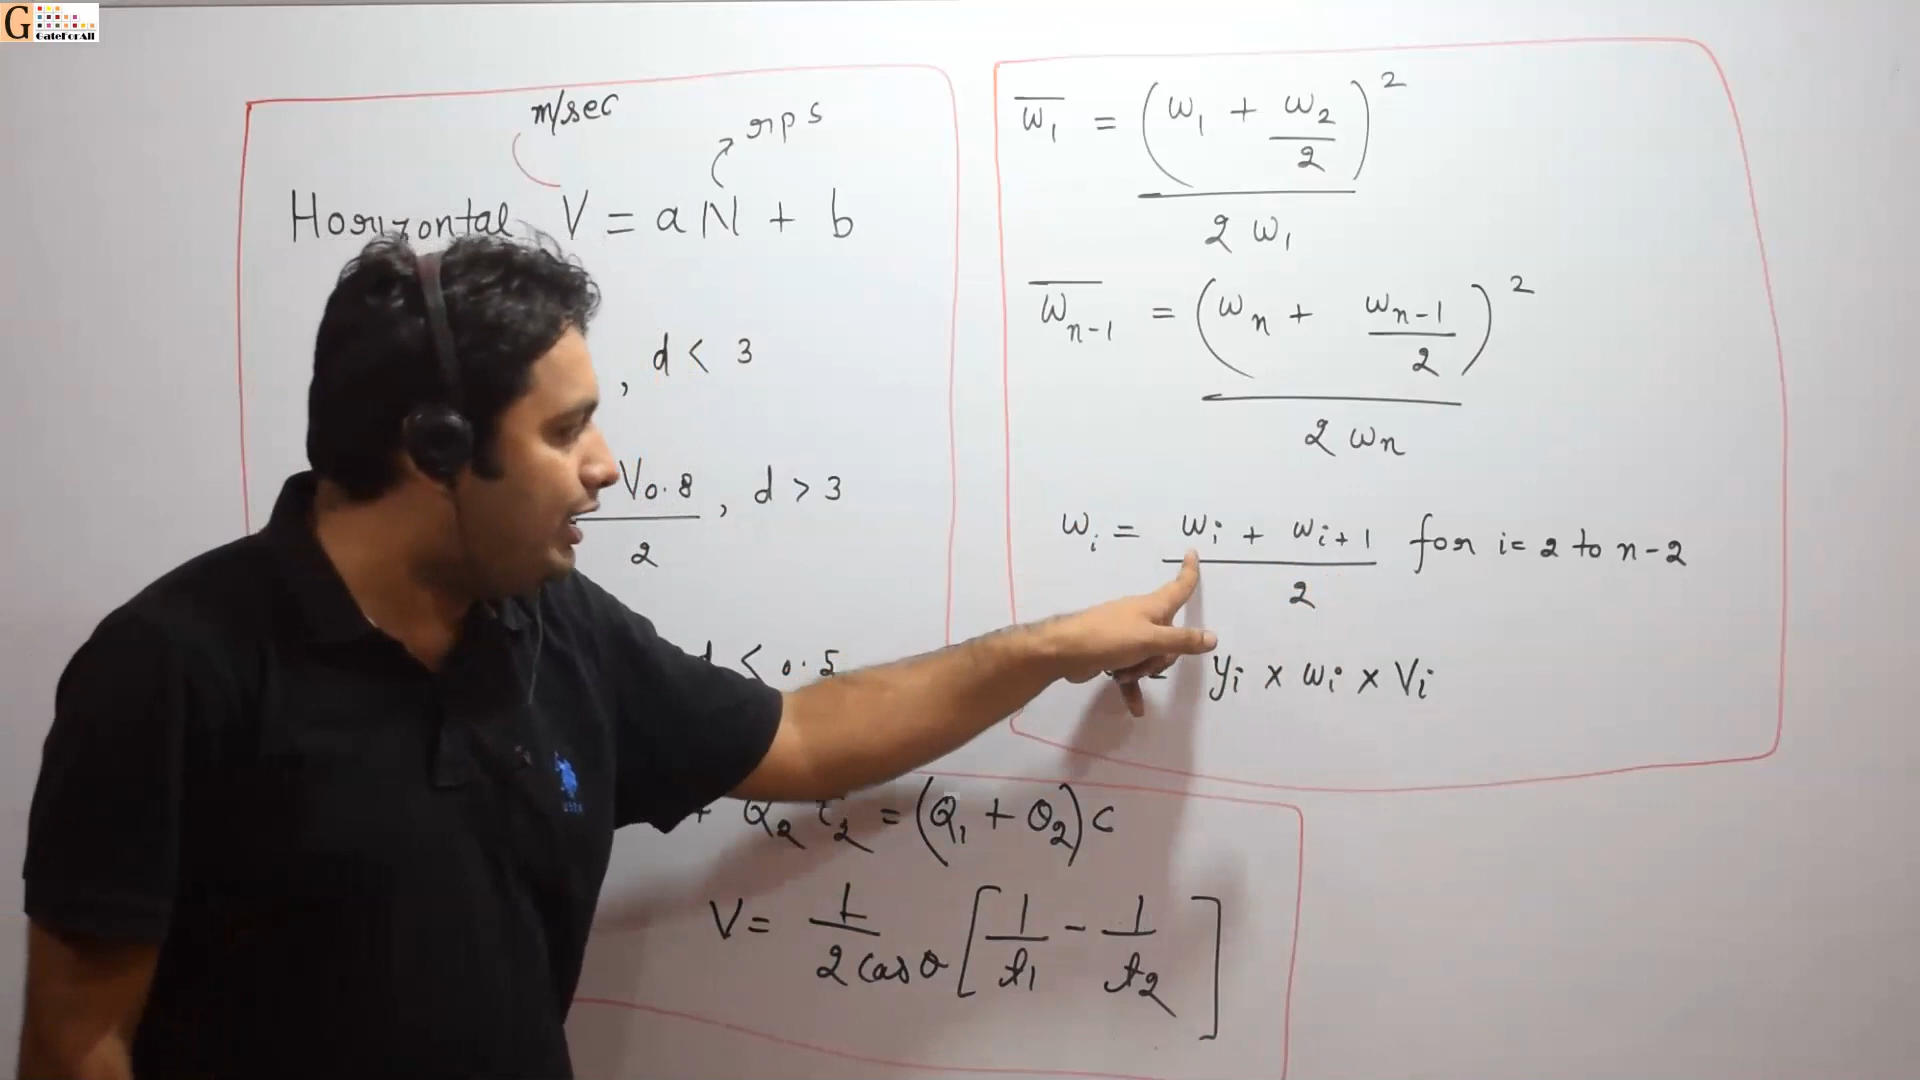 G
GateForAll
m/sec
rps
Horizontal V = a N + b
, d < 3
V0.8 / 2 , d > 3
d < 0.5
+ Q2 C2 = (Q1 + Q2) C
V = 1 / 2 cos θ [ 1/t1 - 1/t2 ]
W̅1 = (W1 + W2/2)² / 2 W1
W̅n-1 = (Wn + Wn-1/2)² / 2 Wn
Wi = Wi + Wi+1 / 2 for i = 2 to n - 2
yi x Wi x Vi
USPA